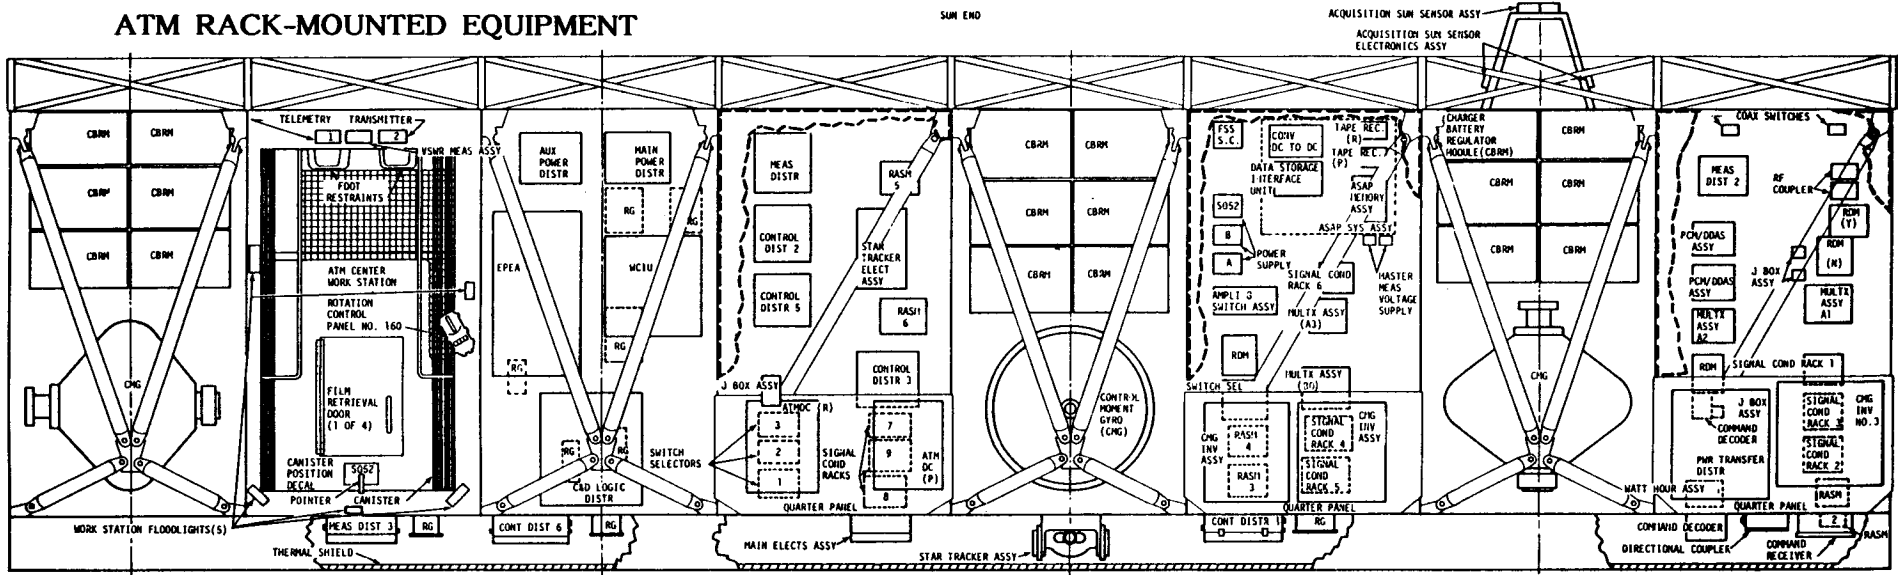 ATM RACK-MOUNTED EQUIPMENT
SUN END
ACQUISITION SUN SENSOR ASSY
ACQUISITION SUN SENSOR
ELECTRONICS ASSY
CBRM
CBRM
CBRM
CBRM
CBRM
CBRM
CMG
TELEMETRY
TRANSMITTER
1
2
VSWR MEAS ASSY
FOOT
RESTRAINTS
ATM CENTER
WORK STATION
ROTATION
CONTROL
PANEL NO. 160
FILM
RETRIEVAL
DOOR
(1 OF 4)
CANISTER
POSITION
DECAL
S052
POINTER
CANISTER
WORK STATION FLOODLIGHTS(S)
THERMAL SHIELD
MEAS DIST 3
RG
AUX
POWER
DISTR
MAIN
POWER
DISTR
RG
RG
EPEA
WCIU
RG
RG
RG
RG
C&D LOGIC
DISTR
CONT DIST 6
RG
MEAS
DISTR
RASM
5
CONTROL
DIST 2
STAR
TRACKER
ELECT
ASSY
CONTROL
DISTR 5
RASM
6
CONTROL
DISTR 3
J BOX ASSY
ATMDC (R)
3
2
1
SWITCH
SELECTORS
SIGNAL
COND
RACKS
7
9
8
ATM
DC
(P)
QUARTER PANEL
MAIN ELECTS ASSY
CBRM
CBRM
CBRM
CBRM
CBRM
CBRM
CONTROL
MOMENT
GYRO
(CMG)
STAR TRACKER ASSY
FSS
S.C.
CONV
DC TO DC
TAPE REC.
(R)
TAPE REC.
(P)
DATA STORAGE
INTERFACE
UNIT
ASAP
MEMORY
ASSY
ASAP SYS ASSY
S052
B
A
POWER
SUPPLY
SIGNAL COND
RACK 6
MASTER
MEAS
VOLTAGE
SUPPLY
AMPLI &
SWITCH ASSY
MULTX ASSY
(A3)
RDM
SWITCH SEL
MULTX ASSY
CMG
INV
ASSY
RASM
4
RASM
3
SIGNAL
COND
RACK 4
SIGNAL
COND
RACK 5
CMG
INV
ASSY
QUARTER PANEL
CONT DISTR 1
RG
CHARGER
BATTERY
REGULATOR
MODULE(CBRM)
CBRM
CBRM
CBRM
CBRM
CBRM
CMG
WATT HOUR ASSY
COAX SWITCHES
MEAS
DIST 2
RF
COUPLER
RDM
(Y)
RDM
(N)
PCM/DDAS
ASSY
J BOX
ASSY
PCM/DDAS
ASSY
MULTX
ASSY
A1
MULTX
ASSY
A2
RDM
SIGNAL COND RACK 1
J BOX
ASSY
COMMAND
DECODER
SIGNAL
COND
RACK 3
CMG
INV
NO.3
SIGNAL
COND
RACK 2
PWR TRANSFER
DISTR
RASM
QUARTER PANEL
COMMAND DECODER
2
RASM
DIRECTIONAL COUPLER
COMMAND
RECEIVER